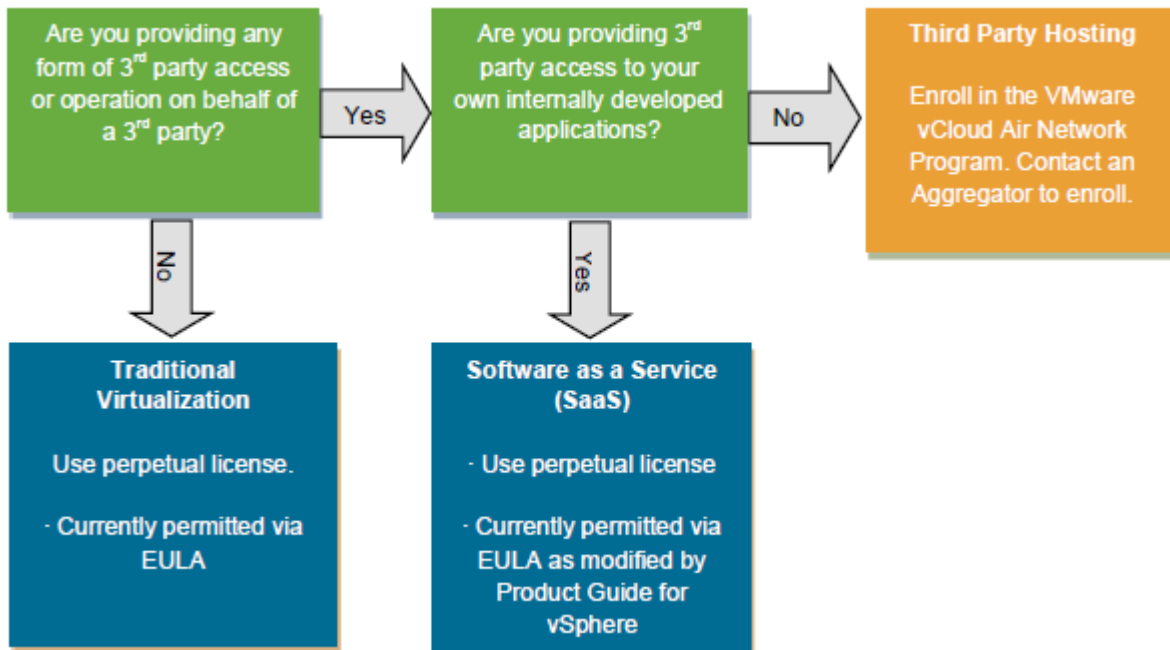 Are you providing any
form of 3rd party access
or operation on behalf of
a 3rd party?
Yes
Are you providing 3rd
party access to your
own internally developed
applications?
No
Third Party Hosting
Enroll in the VMware
vCloud Air Network
Program. Contact an
Aggregator to enroll.
No
Yes
Traditional
Virtualization
Use perpetual license.
- Currently permitted via
EULA
Software as a Service
(SaaS)
- Use perpetual license
- Currently permitted via
EULA as modified by
Product Guide for
vSphere